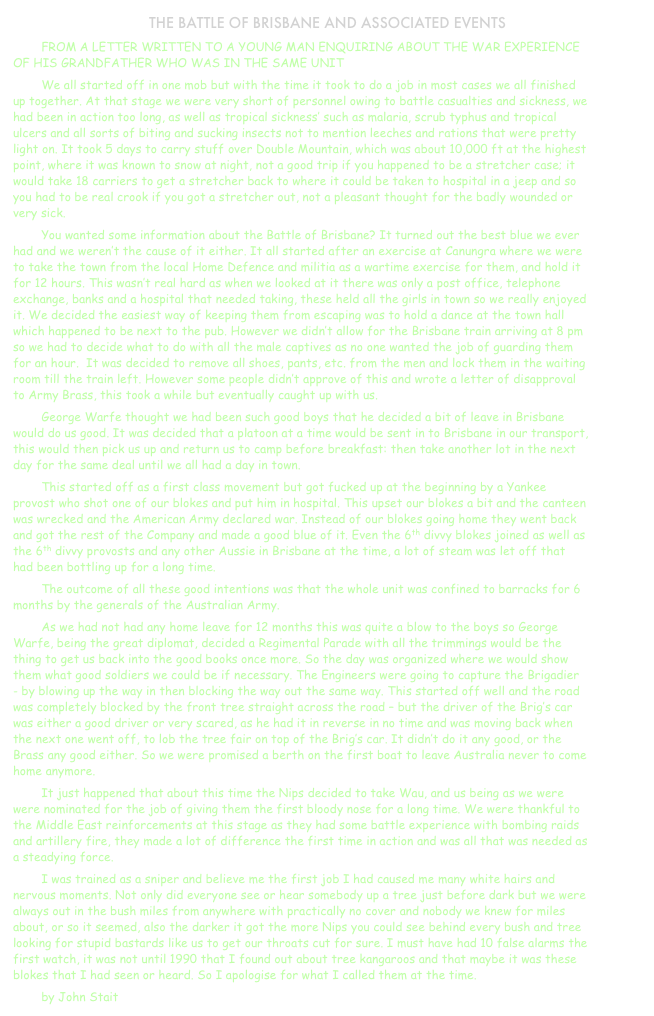 THE BATTLE OF BRISBANE AND ASSOCIATED EVENTS
FROM A LETTER WRITTEN TO A YOUNG MAN ENQUIRING ABOUT THE WAR EXPERIENCE
OF HIS GRANDFATHER WHO WAS IN THE SAME UNIT
We all started off in one mob but with the time it took to do a job in most cases we all finished
up together. At that stage we were very short of personnel owing to battle casualties and sickness, we
had been in action too long, as well as tropical sickness' such as malaria, scrub typhus and tropical
ulcers and all sorts of biting and sucking insects not to mention leeches and rations that were pretty
light on. It took 5 days to carry stuff over Double Mountain, which was about 10,000 ft at the highest
point, where it was known to snow at night, not a good trip if you happened to be a stretcher case; it
would take 18 carriers to get a stretcher back to where it could be taken to hospital in a jeep and so
you had to be real crook if you got a stretcher out, not a pleasant thought for the badly wounded or
very sick.
You wanted some information about the Battle of Brisbane? It turned out the best blue we ever
had and we weren't the cause of it either. It all started after an exercise at Canungra where we were
to take the town from the local Home Defence and militia as a wartime exercise for them, and hold it
for 12 hours. This wasn't real hard as when we looked at it there was only a post office, telephone
exchange, banks and a hospital that needed taking, these held all the girls in town so we really enjoyed
it. We decided the easiest way of keeping them from escaping was to hold a dance at the town hall
which happened to be next to the pub. However we didn't allow for the Brisbane train arriving at 8 pm
so we had to decide what to do with all the male captives as no one wanted the job of guarding them
for an hour. It was decided to remove all shoes, pants, etc. from the men and lock them in the waiting
room till the train left. However some people didn't approve of this and wrote a letter of disapproval
to Army Brass, this took a while but eventually caught up with us.
George Warfe thought we had been such good boys that he decided a bit of leave in Brisbane
would do us good. It was decided that a platoon at a time would be sent in to Brisbane in our transport,
this would then pick us up and return us to camp before breakfast: then take another lot in the next
day for the same deal until we all had a day in town.
This started off as a first class movement but got fucked up at the beginning by a Yankee
provost who shot one of our blokes and put him in hospital. This upset our blokes a bit and the canteen
was wrecked and the American Army declared war. Instead of our blokes going home they went back
and got the rest of the Company and made a good blue of it. Even the 6th divvy blokes joined as well as
the 6th divvy provosts and any other Aussie in Brisbane at the time, a lot of steam was let off that
had been bottling up for a long time.
The outcome of all these good intentions was that the whole unit was confined to barracks for 6
months by the generals of the Australian Army.
As we had not had any home leave for 12 months this was quite a blow to the boys so George
Warfe, being the great diplomat, decided a Regimental Parade with all the trimmings would be the
thing to get us back into the good books once more. So the day was organized where we would show
them what good soldiers we could be if necessary. The Engineers were going to capture the Brigadier
- by blowing up the way in then blocking the way out the same way. This started off well and the road
was completely blocked by the front tree straight across the road – but the driver of the Brig's car
was either a good driver or very scared, as he had it in reverse in no time and was moving back when
the next one went off, to lob the tree fair on top of the Brig's car. It didn't do it any good, or the
Brass any good either. So we were promised a berth on the first boat to leave Australia never to come
home anymore.
It just happened that about this time the Nips decided to take Wau, and us being as we were
were nominated for the job of giving them the first bloody nose for a long time. We were thankful to
the Middle East reinforcements at this stage as they had some battle experience with bombing raids
and artillery fire, they made a lot of difference the first time in action and was all that was needed as
a steadying force.
I was trained as a sniper and believe me the first job I had caused me many white hairs and
nervous moments. Not only did everyone see or hear somebody up a tree just before dark but we were
always out in the bush miles from anywhere with practically no cover and nobody we knew for miles
about, or so it seemed, also the darker it got the more Nips you could see behind every bush and tree
looking for stupid bastards like us to get our throats cut for sure. I must have had 10 false alarms the
first watch, it was not until 1990 that I found out about tree kangaroos and that maybe it was these
blokes that I had seen or heard. So I apologise for what I called them at the time.
by John Stait